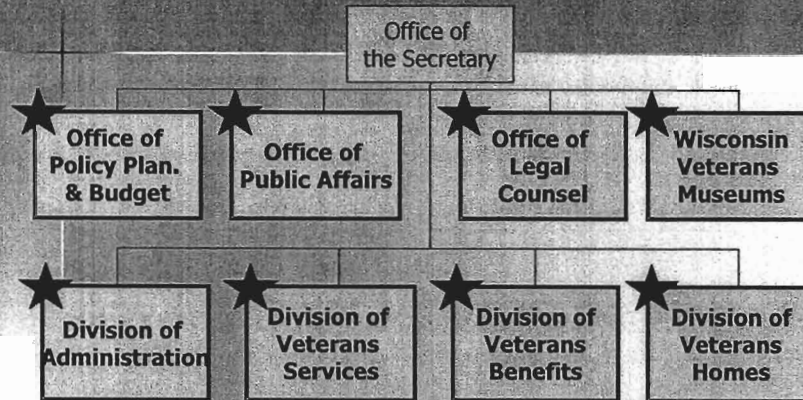 Office of
the Secretary
Office of
Policy Plan.
& Budget
Office of
Public Affairs
Office of
Legal
Counsel
Wisconsin
Veterans
Museums
Division of
Administration
Division of
Veterans
Services
Division of
Veterans
Benefits
Division of
Veterans
Homes